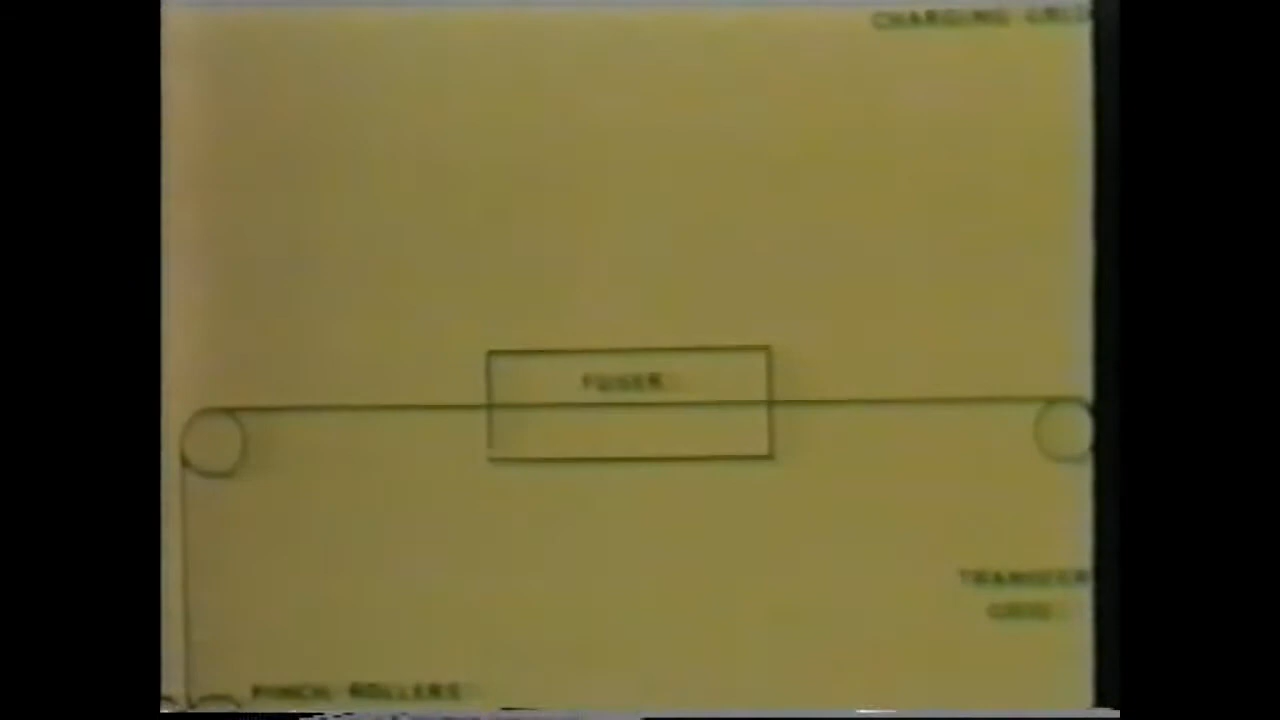 CHARGING GRID
FUSER
TRANSFER
GRID
PINCH ROLLERS